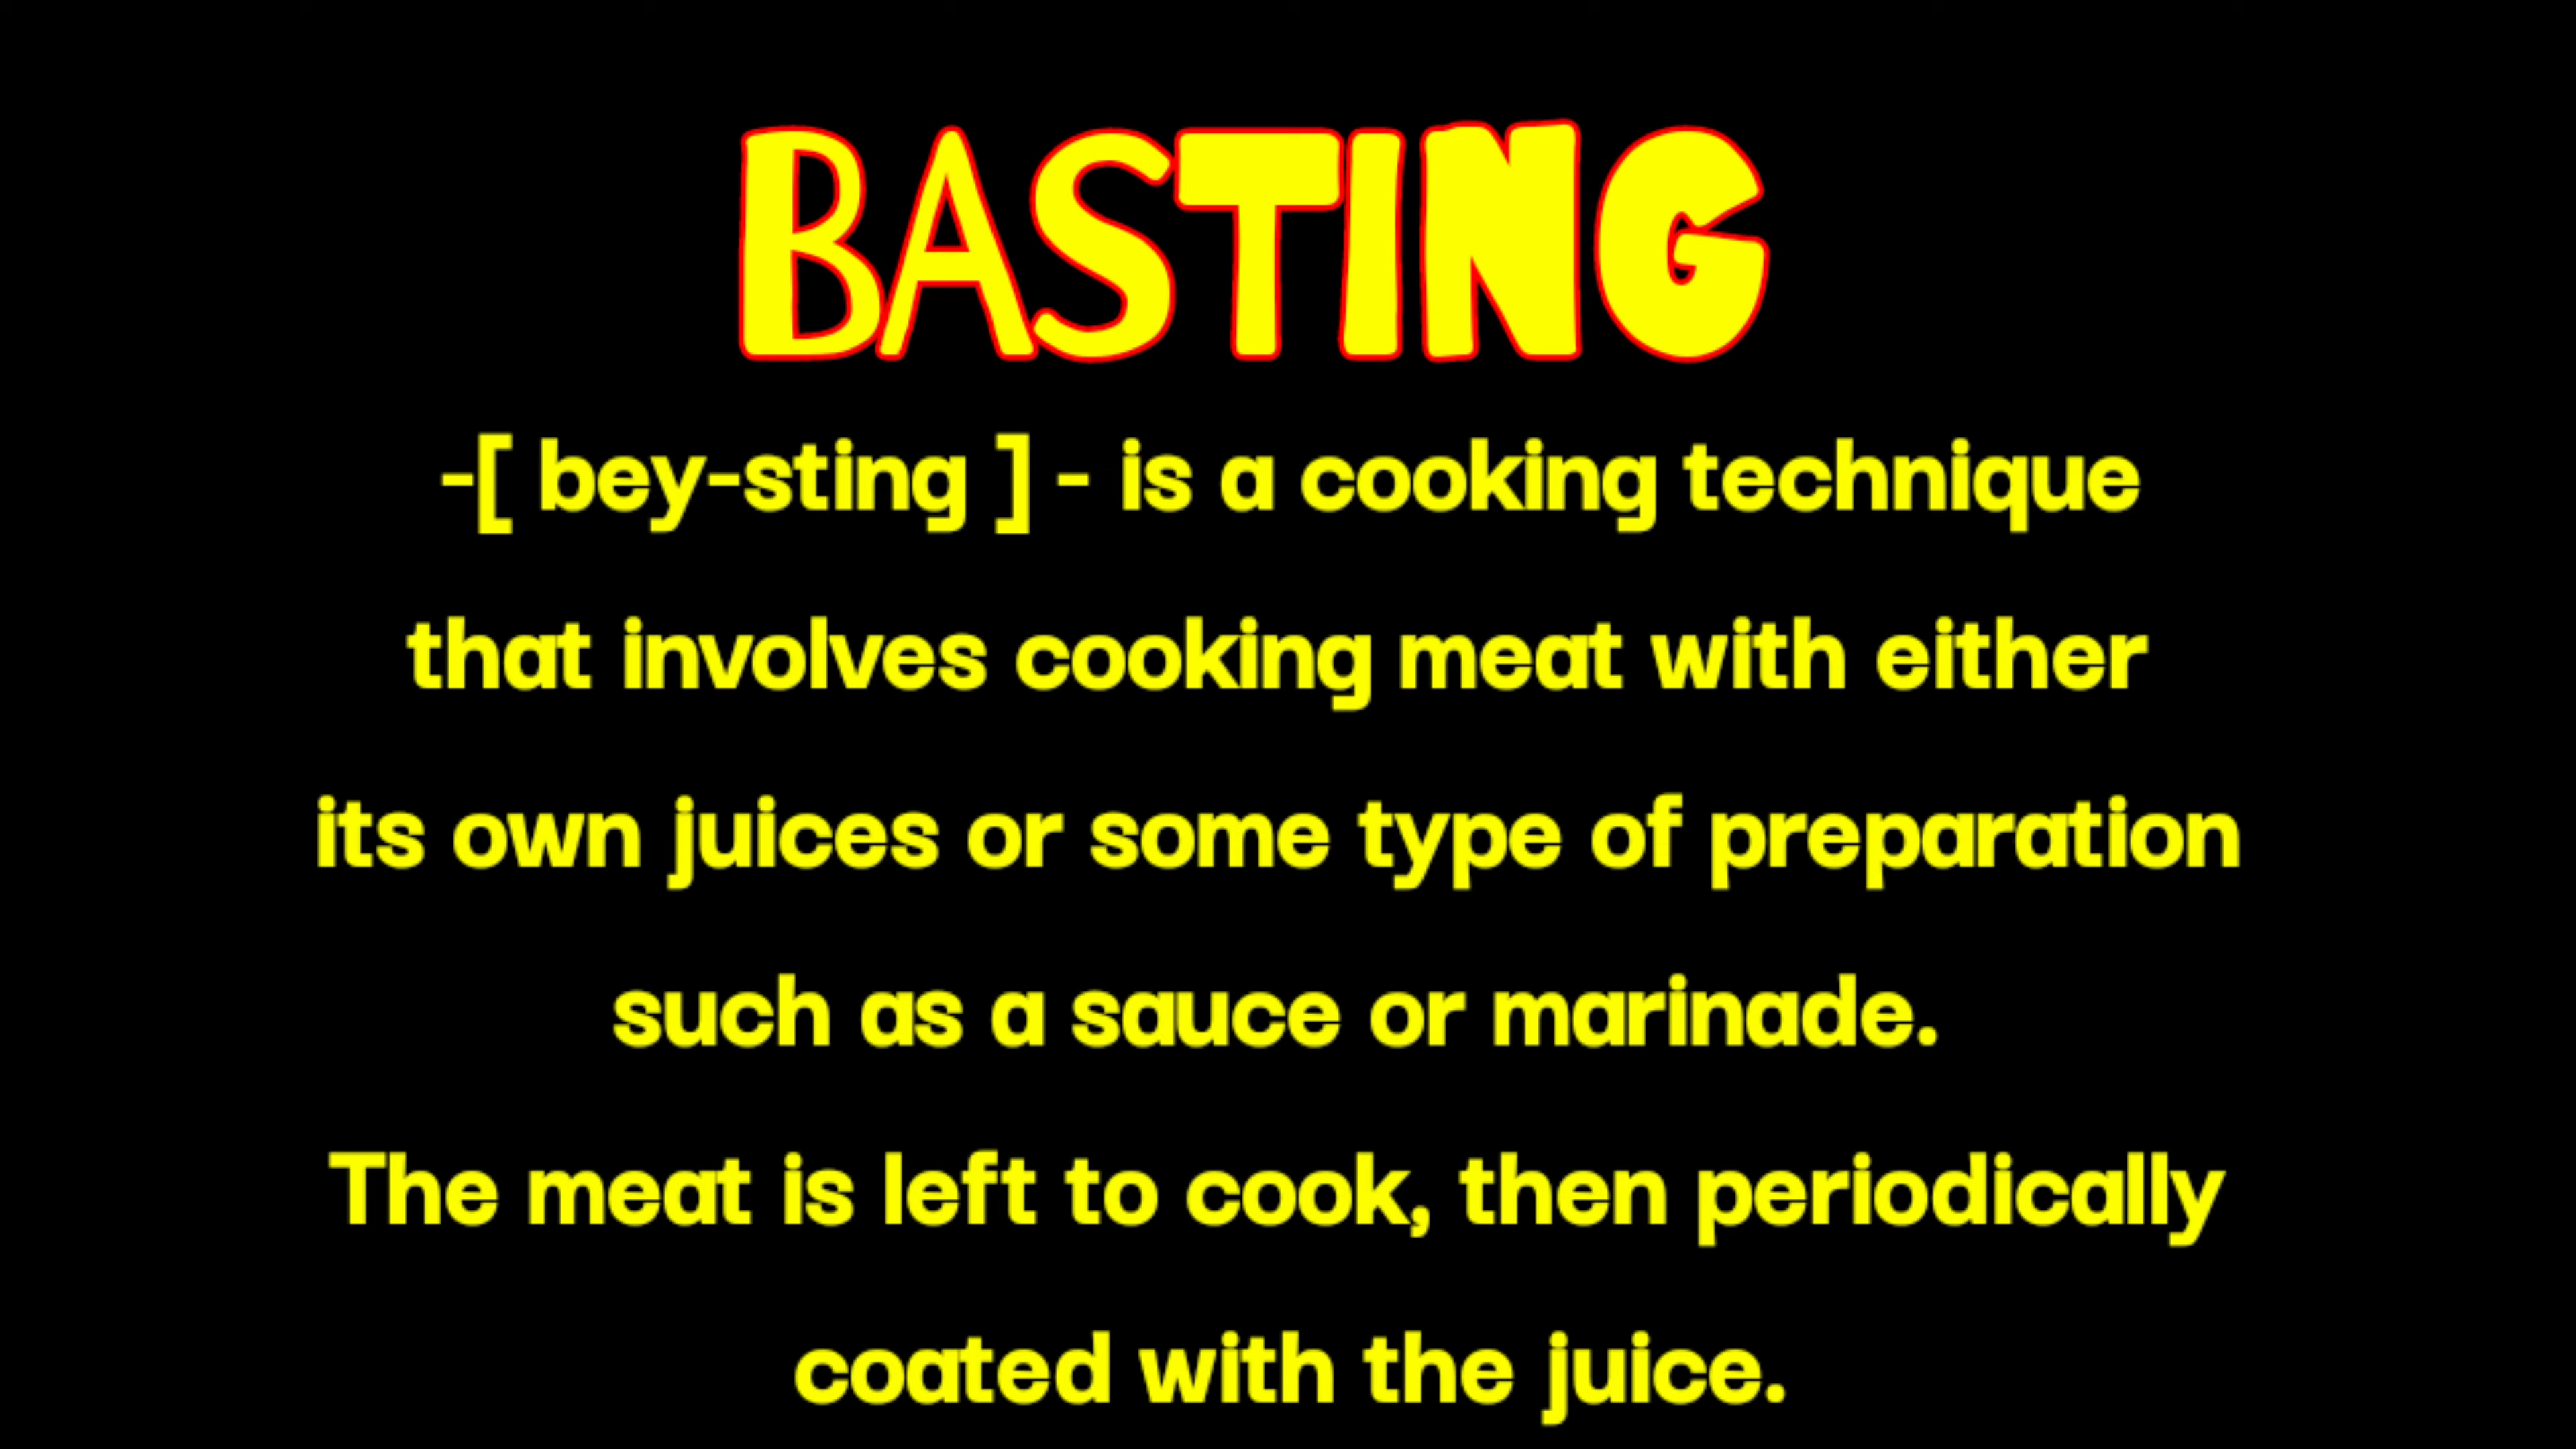 BASTING
-[ bey-sting ] - is a cooking technique
that involves cooking meat with either
its own juices or some type of preparation
such as a sauce or marinade.
The meat is left to cook, then periodically
coated with the juice.